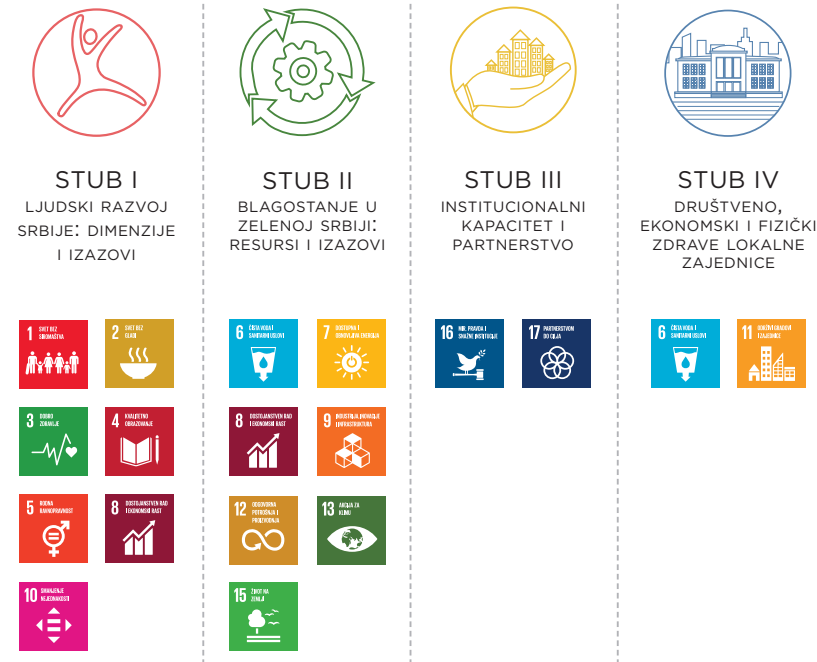 STUB I
LJUDSKI RAZVOJ
SRBIJE: DIMENZIJE
I IZAZOVI
1 SVET BEZ
SIROMAŠTVA
2 SVET BEZ
GLADI
3 DOBRO
ZDRAVLJE
4 KVALITETNO
OBRAZOVANJE
5 RODNA
RAVNOPRAVNOST
8 DOSTOJANSTVEN RAD
I EKONOMSKI RAST
10 SMANJENJE
NEJEDNAKOSTI
STUB II
BLAGOSTANJE U
ZELENOJ SRBIJI:
RESURSI I IZAZOVI
6 ČISTA VODA I
SANITARNI USLOVI
7 DOSTUPNA I
OBNOVLJIVA ENERGIJA
8 DOSTOJANSTVEN RAD
I EKONOMSKI RAST
9 INDUSTRIJA, INOVACIJE
I INFRASTRUKTURA
12 ODGOVORNA
POTROŠNJA I
PROIZVODNJA
13 AKCIJA ZA
KLIMU
15 ŽIVOT NA
ZEMLJI
STUB III
INSTITUCIONALNI
KAPACITET I
PARTNERSTVO
16 MIR, PRAVDA I
SNAŽNE INSTITUCIJE
17 PARTNERSTVOM
DO CILJA
STUB IV
DRUŠTVENO,
EKONOMSKI I FIZIČKI
ZDRAVE LOKALNE
ZAJEDNICE
6 ČISTA VODA I
SANITARNI USLOVI
11 ODRŽIVI GRADOVI
I ZAJEDNICE